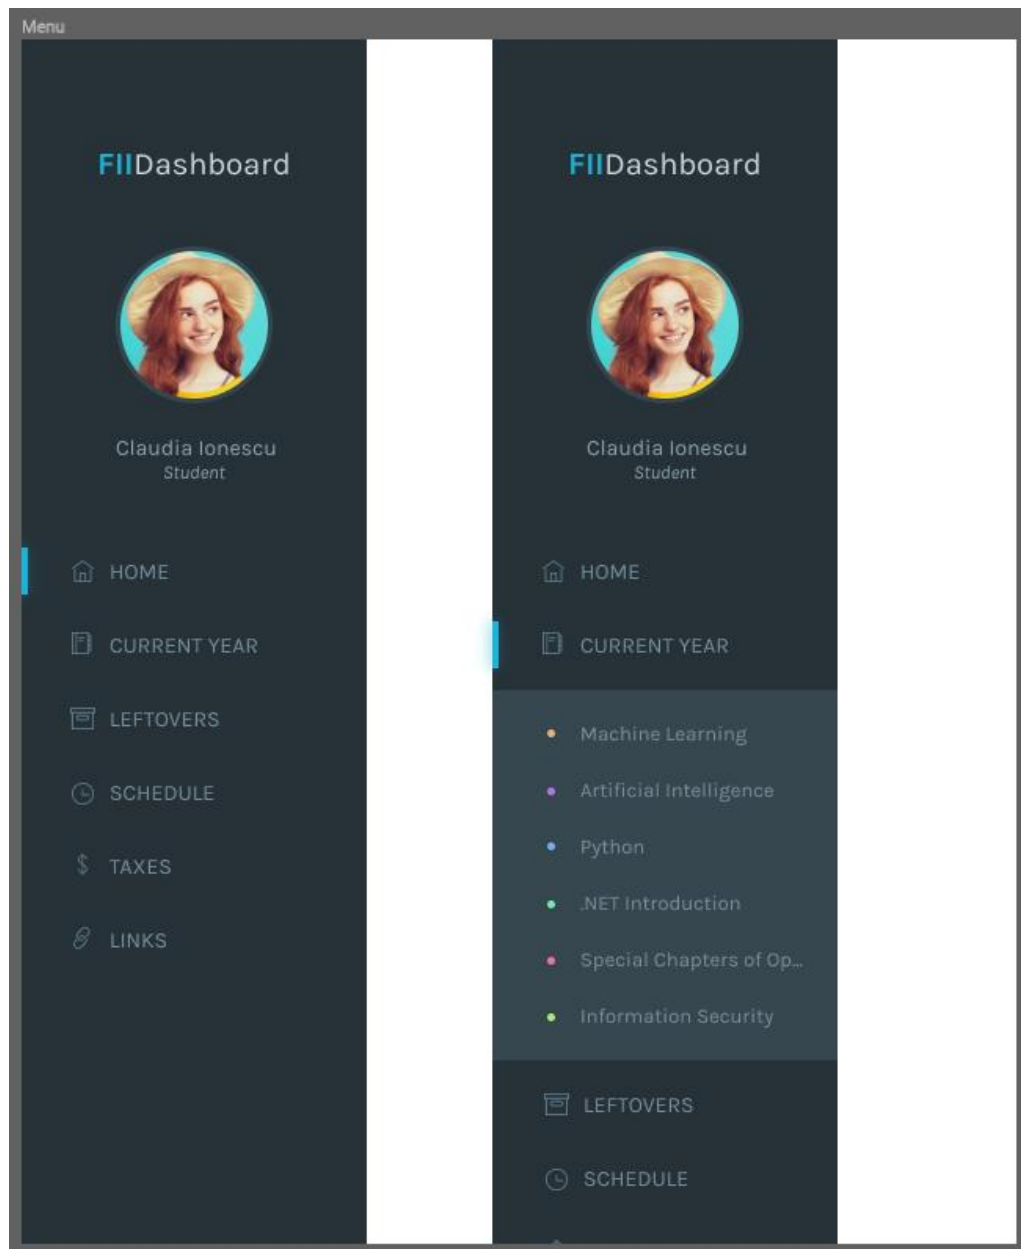 Menu
FIIDashboard
Claudia Ionescu
Student
HOME
CURRENT YEAR
LEFTOVERS
SCHEDULE
$ TAXES
LINKS
FIIDashboard
Claudia Ionescu
Student
HOME
CURRENT YEAR
Machine Learning
Artificial Intelligence
Python
.NET Introduction
Special Chapters of Op...
Information Security
LEFTOVERS
SCHEDULE